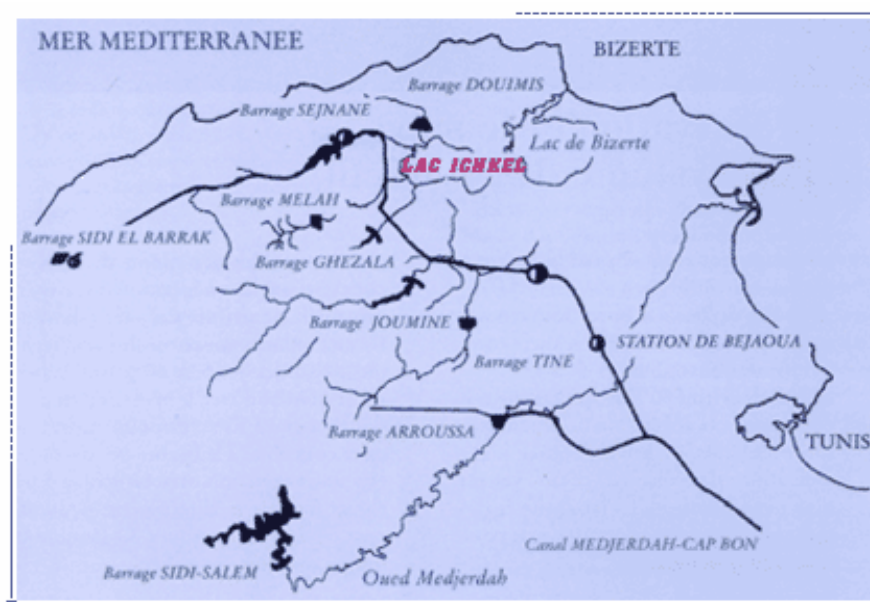 MER MEDITERRANEE
BIZERTE
Barrage DOUIMIS
Barrage SEJNANE
Lac de Bizerte
LAC ICHKEL
Barrage MELAH
Barrage SIDI EL BARRAK
Barrage GHEZALA
Barrage JOUMINE
STATION DE BEJAOUA
Barrage TINE
Barrage ARROUSSA
TUNIS
Canal MEDJERDAH-CAP BON
Barrage SIDI-SALEM
Oued Medjerdah